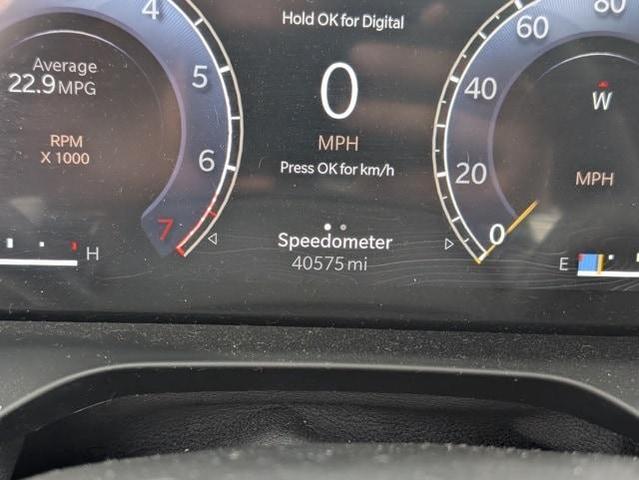 Hold OK for Digital
4
5
6
7
Average
22.9 MPG
RPM
X 1000
H
0
MPH
Press OK for km/h
Speedometer
40575 mi
80
60
40
20
0
W
MPH
E